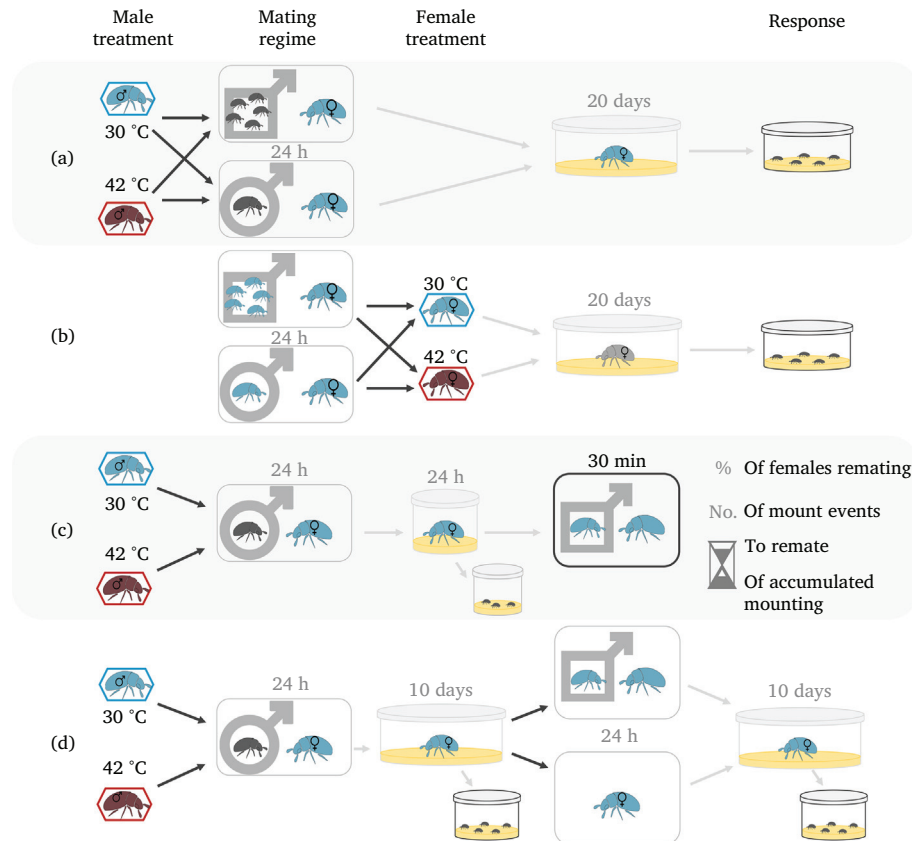 Male
treatment
Mating
regime
Female
treatment
Response
(a)
♂
30 °C
42 °C
♂
♀
24 h
♀
20 days
♀
(b)
♀
24 h
♀
30 °C
♀
42 °C
♀
20 days
♀
(c)
♂
30 °C
42 °C
♂
24 h
♀
24 h
♀
30 min
% Of females remating
No. Of mount events
To remate
Of accumulated
mounting
(d)
♂
30 °C
42 °C
♂
24 h
♀
10 days
♀
24 h
♀
10 days
♀